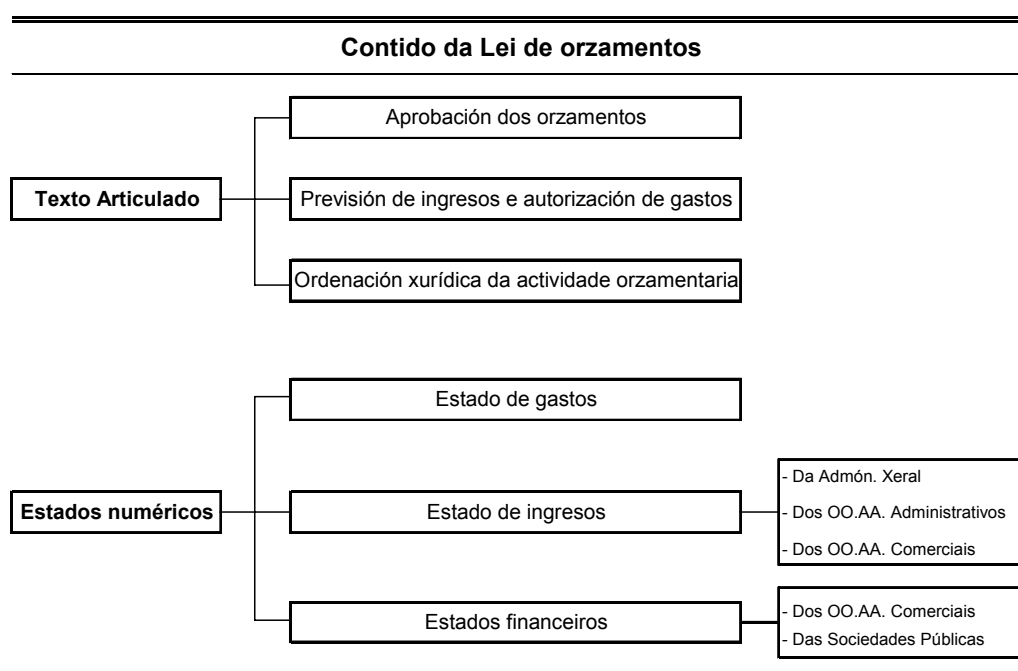 Contido da Lei de orzamentos
Aprobación dos orzamentos
Texto Articulado
Previsión de ingresos e autorización de gastos
Ordenación xurídica da actividade orzamentaria
Estado de gastos
Estados numéricos
Estado de ingresos
- Da Admón. Xeral
- Dos OO.AA. Administrativos
- Dos OO.AA. Comerciais
Estados financeiros
- Dos OO.AA. Comerciais
- Das Sociedades Públicas